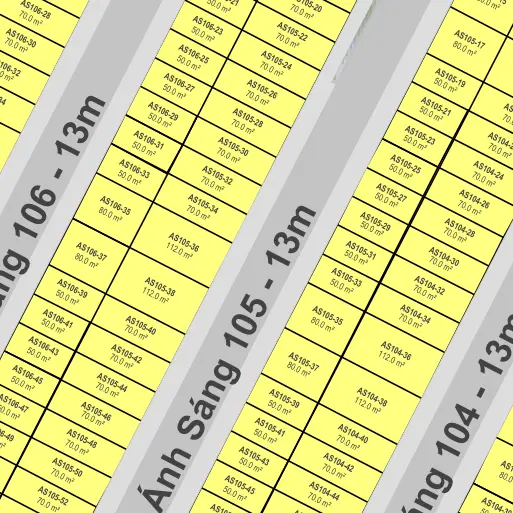 AS106-28
70.0 m²
AS106-30
70.0 m²
106-32
70.0 m²
50.0 m²
AS106-23
50.0 m²
AS106-25
50.0 m²
AS106-27
50.0 m²
AS106-29
50.0 m²
AS106-31
50.0 m²
AS106-33
50.0 m²
AS106-35
80.0 m²
AS106-37
80.0 m²
AS106-39
50.0 m²
AS106-41
50.0 m²
AS106-43
50.0 m²
AS106-45
50.0 m²
106-47
50.0 m²
06-49
106 - 13m
AS105-20
70.0 m²
AS105-22
70.0 m²
AS105-24
70.0 m²
AS105-26
70.0 m²
AS105-28
70.0 m²
AS105-30
70.0 m²
AS105-32
70.0 m²
AS105-34
70.0 m²
AS105-36
112.0 m²
AS105-38
112.0 m²
AS105-40
70.0 m²
AS105-42
70.0 m²
AS105-44
70.0 m²
AS105-46
70.0 m²
AS105-48
70.0 m²
AS105-50
70.0 m²
AS105-52
70.0 m²
Ánh Sáng 105 - 13m
AS105-17
80.0 m²
AS105-19
50.0 m²
AS105-21
50.0 m²
AS105-23
50.0 m²
AS105-25
50.0 m²
AS105-27
50.0 m²
AS105-29
50.0 m²
AS105-31
50.0 m²
AS105-33
50.0 m²
AS105-35
80.0 m²
AS105-37
80.0 m²
AS105-39
50.0 m²
AS105-41
50.0 m²
AS105-43
50.0 m²
AS105-45
50.0 m²
AS104-24
70.0 m²
AS104-26
70.0 m²
AS104-28
70.0 m²
AS104-30
70.0 m²
AS104-32
70.0 m²
AS104-34
70.0 m²
AS104-36
112.0 m²
AS104-38
112.0 m²
AS104-40
70.0 m²
AS104-42
70.0 m²
AS104-44
70.0 m²
áng 104 - 13m